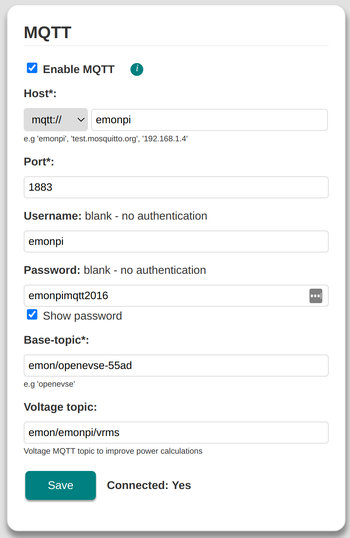 MQTT
Enable MQTT i
Host*:
mqtt:// emonpi
e.g 'emonpi', 'test.mosquitto.org', '192.168.1.4'
Port*:
1883
Username: blank - no authentication
emonpi
Password: blank - no authentication
emonpimqtt2016
Show password
Base-topic*:
emon/openevse-55ad
e.g 'openevse'
Voltage topic:
emon/emonpi/vrms
Voltage MQTT topic to improve power calculations
Save Connected: Yes